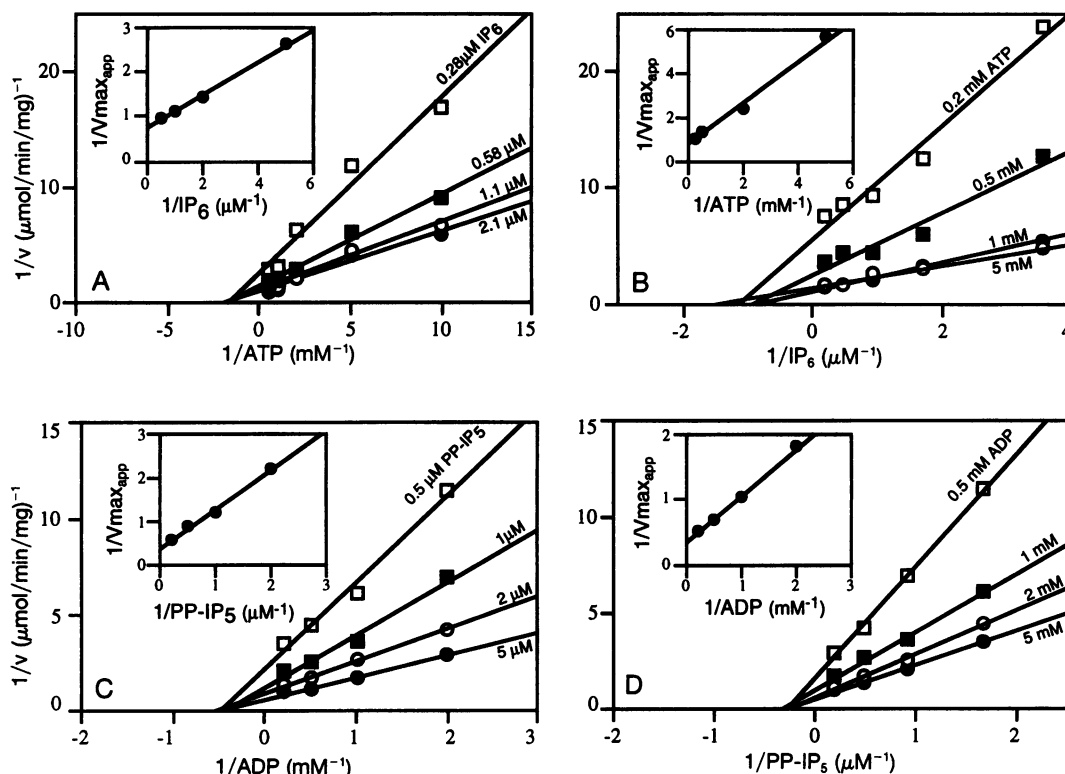 1/v (μmol/min/mg)⁻¹
20
10
0
-10
-5
0
5
10
15
1/ATP (mM⁻¹)
A
0.28μM IP₆
0.58 μM
1.1 μM
2.1 μM
1/Vmaxₐₚₚ
3
2
1
0
0
2
4
6
1/IP₆ (μM⁻¹)
20
10
0
-2
0
2
4
1/IP₆ (μM⁻¹)
B
0.2 mM ATP
0.5 mM
1 mM
5 mM
1/Vmaxₐₚₚ
6
4
2
0
0
2
4
6
1/ATP (mM⁻¹)
1/v (μmol/min/mg)⁻¹
15
10
5
0
-2
-1
0
1
2
3
1/ADP (mM⁻¹)
C
0.5 μM PP-IP₅
1μM
2 μM
5 μM
1/Vmaxₐₚₚ
3
2
1
0
0
1
2
3
1/PP-IP₅ (μM⁻¹)
15
10
5
0
-2
-1
0
1
2
1/PP-IP₅ (μM⁻¹)
D
0.5 mM ADP
1 mM
2 mM
5 mM
1/Vmaxₐₚₚ
2
1
0
0
1
2
3
1/ADP (mM⁻¹)